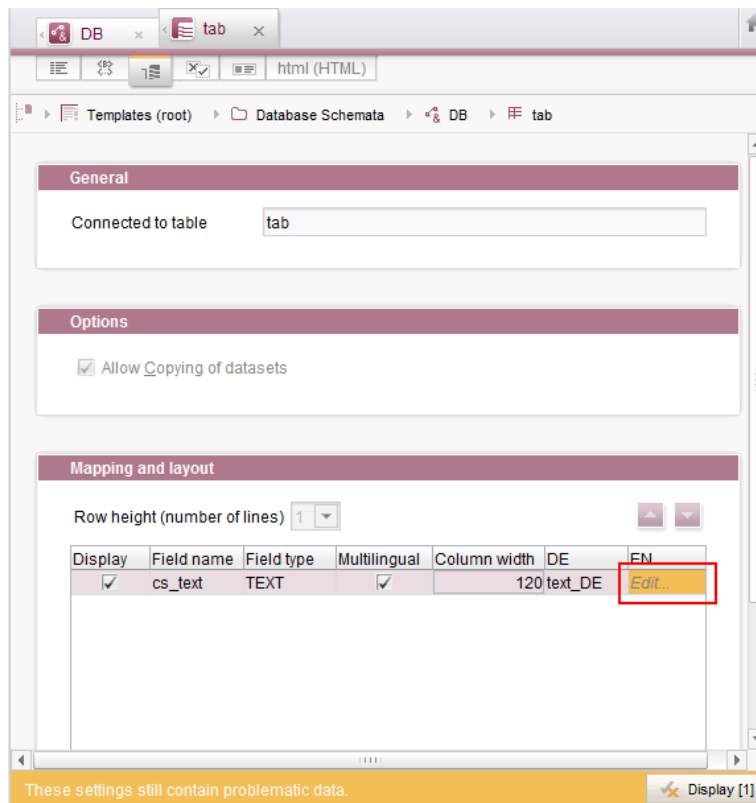 DB × tab ×
html (HTML)
Templates (root) Database Schemata DB tab
General
Connected to table tab
Options
Allow Copying of datasets
Mapping and layout
Row height (number of lines) 1
Display Field name Field type Multilingual Column width DE EN
cs_text TEXT 120 text_DE Edit...
These settings still contain problematic data. Display [1]